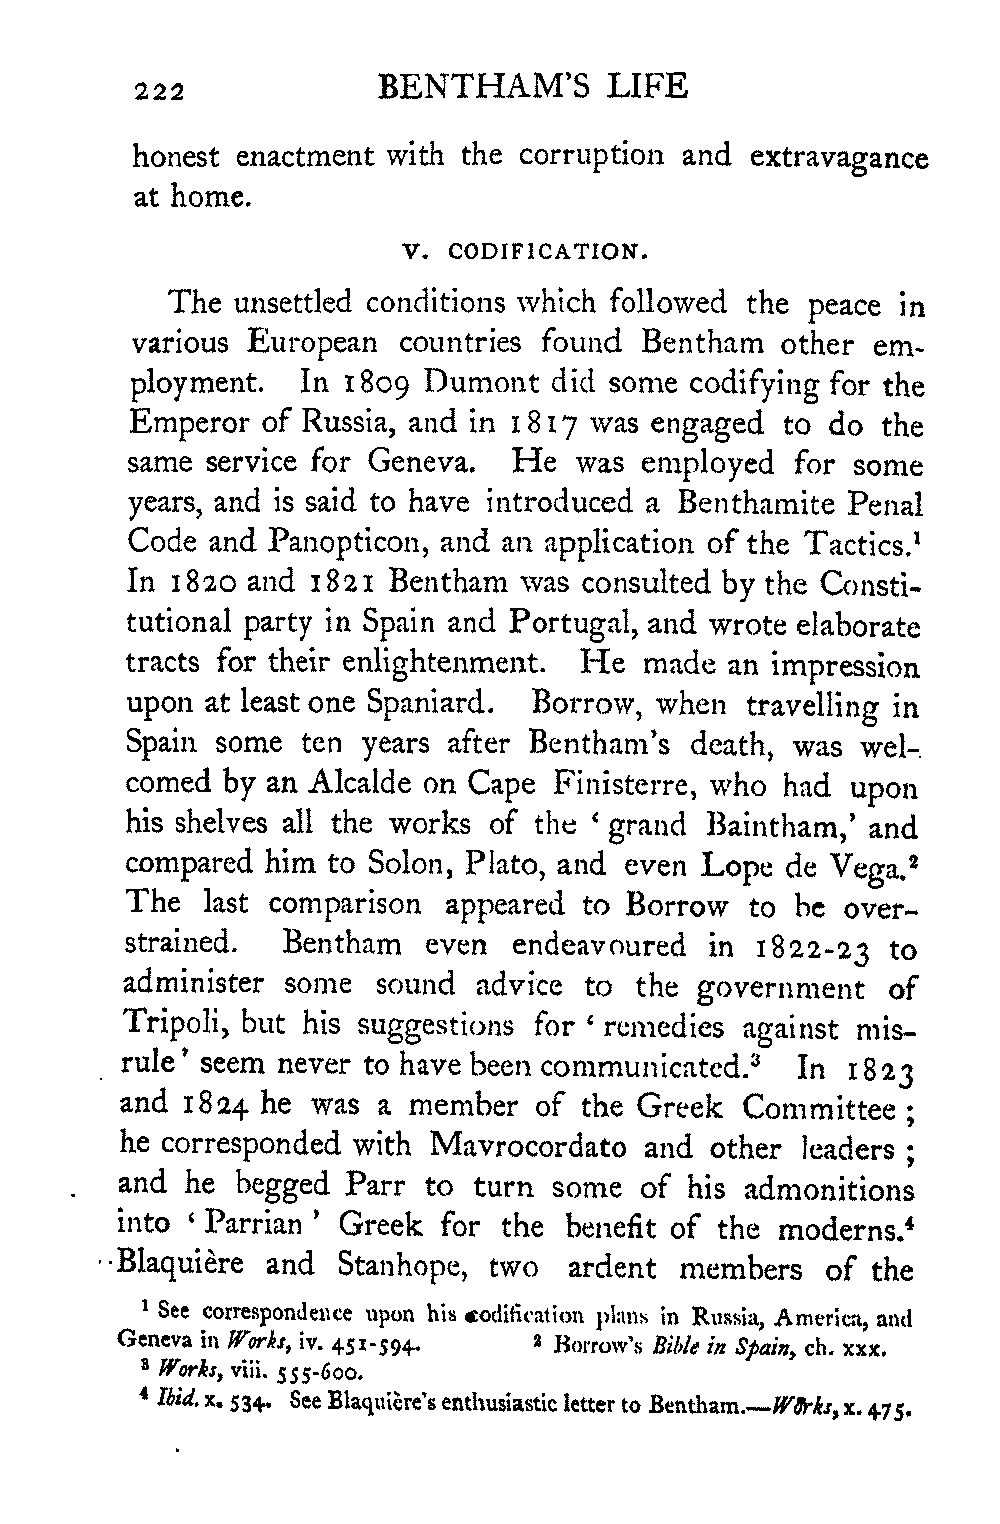 222 BENTHAM'S LIFE
honest enactment with the corruption and extravagance
at home.
V. CODIFICATION.
The unsettled conditions which followed the peace in
various European countries found Bentham other em-
ployment. In 1809 Dumont did some codifying for the
Emperor of Russia, and in 1817 was engaged to do the
same service for Geneva. He was employed for some
years, and is said to have introduced a Benthamite Penal
Code and Panopticon, and an application of the Tactics.¹
In 1820 and 1821 Bentham was consulted by the Consti-
tutional party in Spain and Portugal, and wrote elaborate
tracts for their enlightenment. He made an impression
upon at least one Spaniard. Borrow, when travelling in
Spain some ten years after Bentham's death, was wel-
comed by an Alcalde on Cape Finisterre, who had upon
his shelves all the works of the ‘grand Baintham,’ and
compared him to Solon, Plato, and even Lope de Vega.²
The last comparison appeared to Borrow to be over-
strained. Bentham even endeavoured in 1822-23 to
administer some sound advice to the government of
Tripoli, but his suggestions for ‘remedies against mis-
rule’ seem never to have been communicated.³ In 1823
and 1824 he was a member of the Greek Committee;
he corresponded with Mavrocordato and other leaders;
and he begged Parr to turn some of his admonitions
into ‘Parrian’ Greek for the benefit of the moderns.⁴
Blaquière and Stanhope, two ardent members of the
¹ See correspondence upon his codification plans in Russia, America, and
Geneva in Works, iv. 451-594. ² Borrow's Bible in Spain, ch. xxx.
³ Works, viii. 555-600.
⁴ Ibid. x. 534. See Blaquière's enthusiastic letter to Bentham.—Works, x. 475.